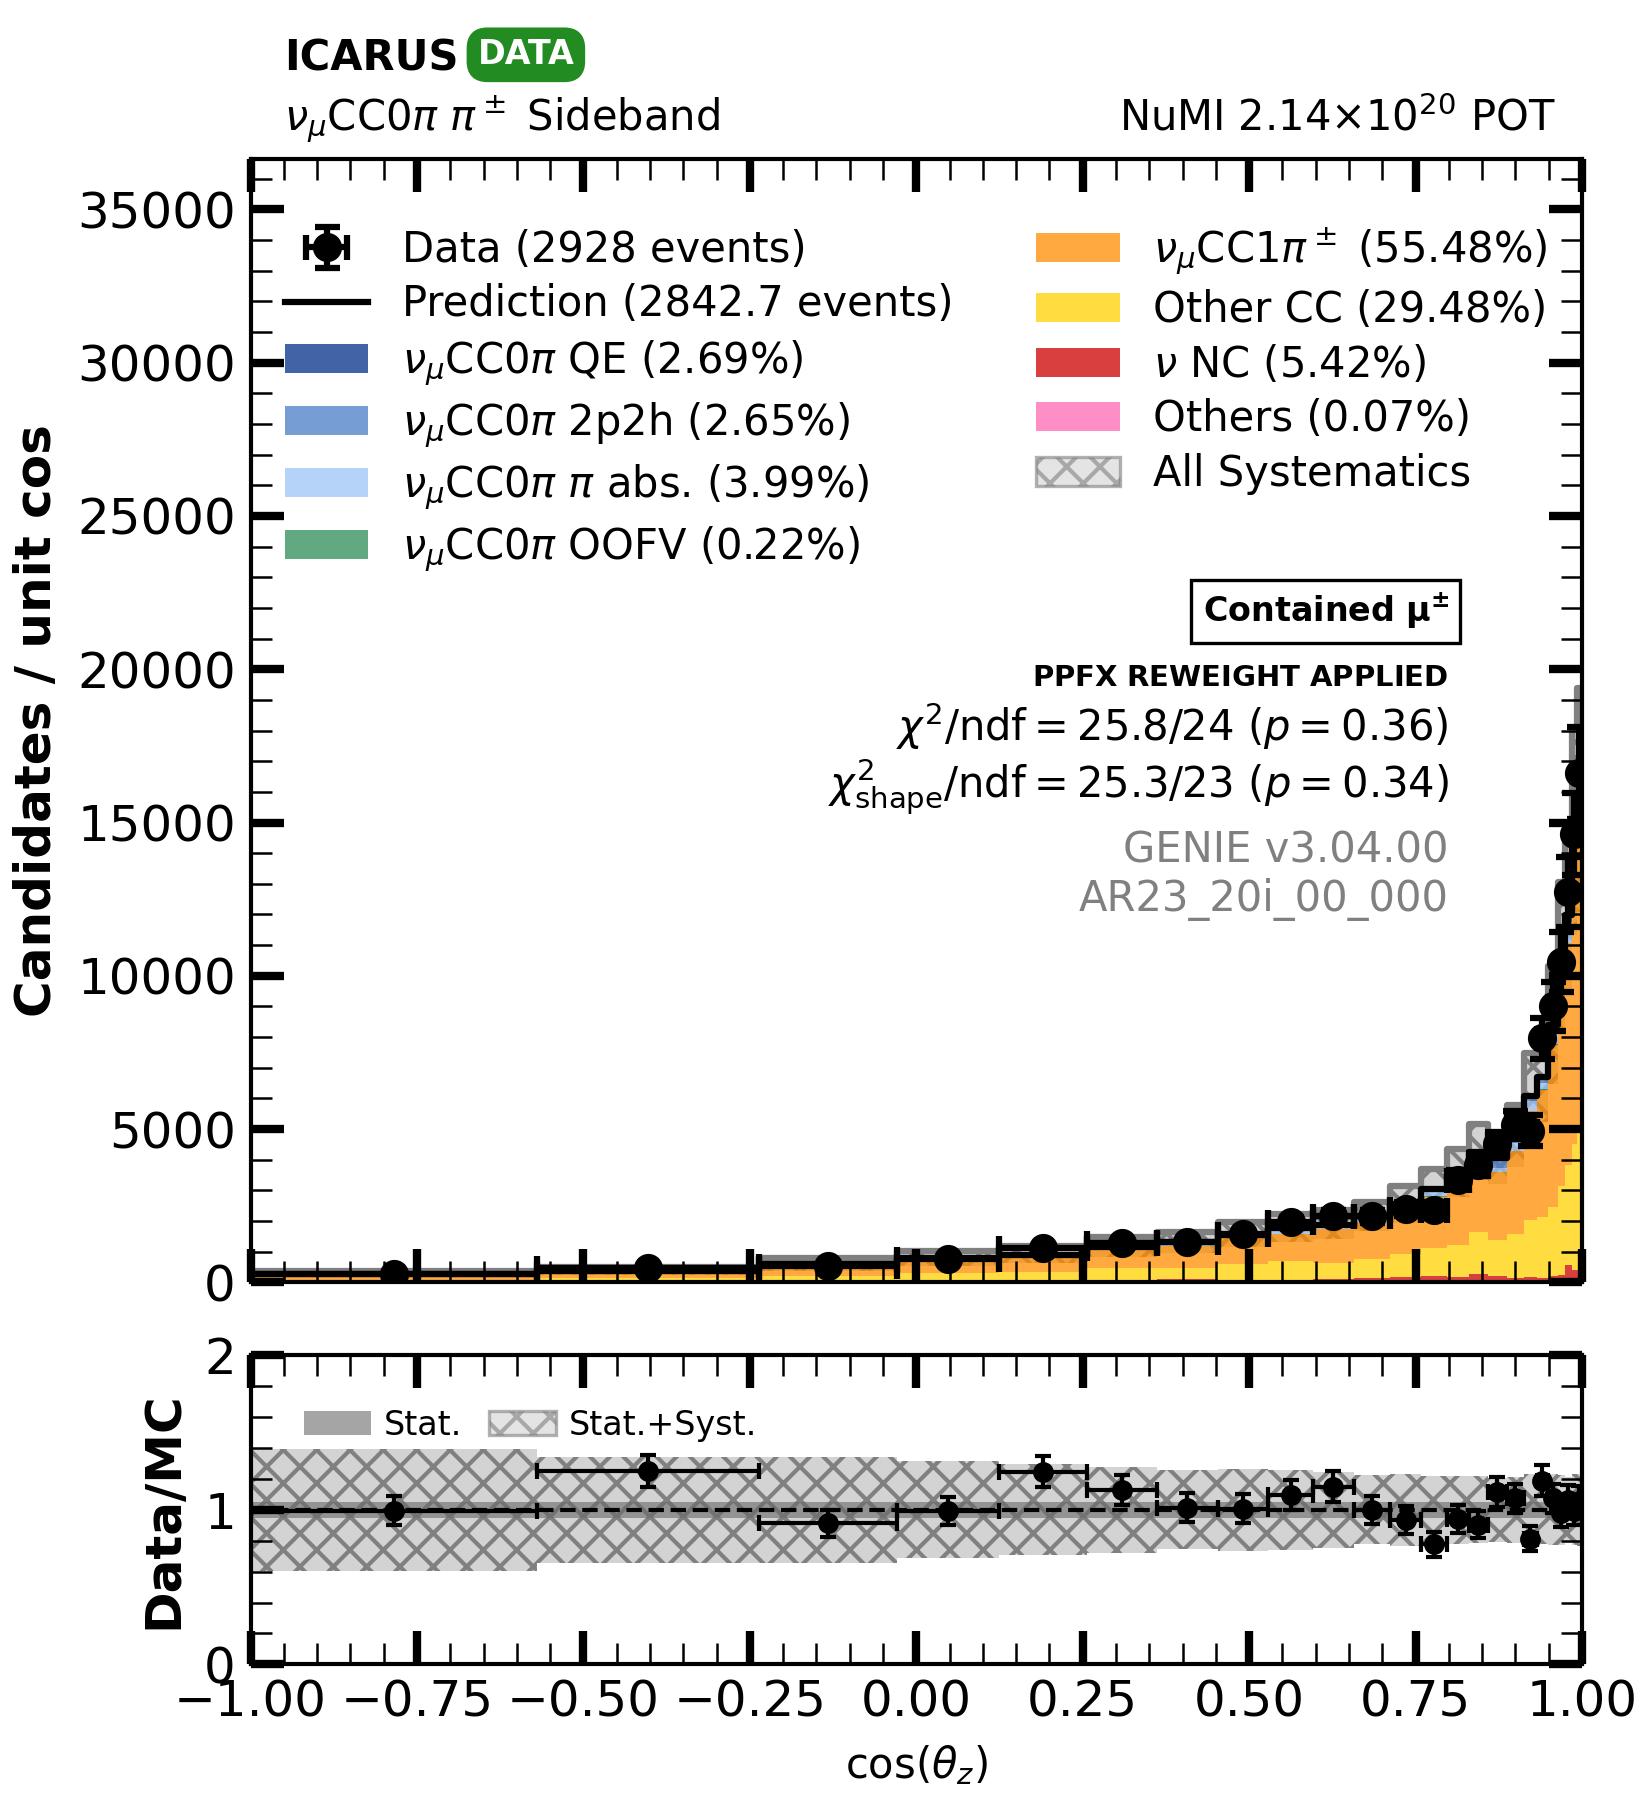 ICARUS DATA
νμCC0π π± Sideband
NuMI 2.14×10²⁰ POT
Candidates / unit cos
35000
30000
25000
20000
15000
10000
5000
0
Data (2928 events)
Prediction (2842.7 events)
νμCC0π QE (2.69%)
νμCC0π 2p2h (2.65%)
νμCC0π π abs. (3.99%)
νμCC0π OOFV (0.22%)
νμCC1π± (55.48%)
Other CC (29.48%)
ν NC (5.42%)
Others (0.07%)
All Systematics
Contained μ±
PPFX REWEIGHT APPLIED
χ²/ndf = 25.8/24 (p = 0.36)
χ²shape/ndf = 25.3/23 (p = 0.34)
GENIE v3.04.00
AR23_20i_00_000
Data/MC
2
1
0
Stat. Stat.+Syst.
−1.00 −0.75 −0.50 −0.25 0.00 0.25 0.50 0.75 1.00
cos(θz)